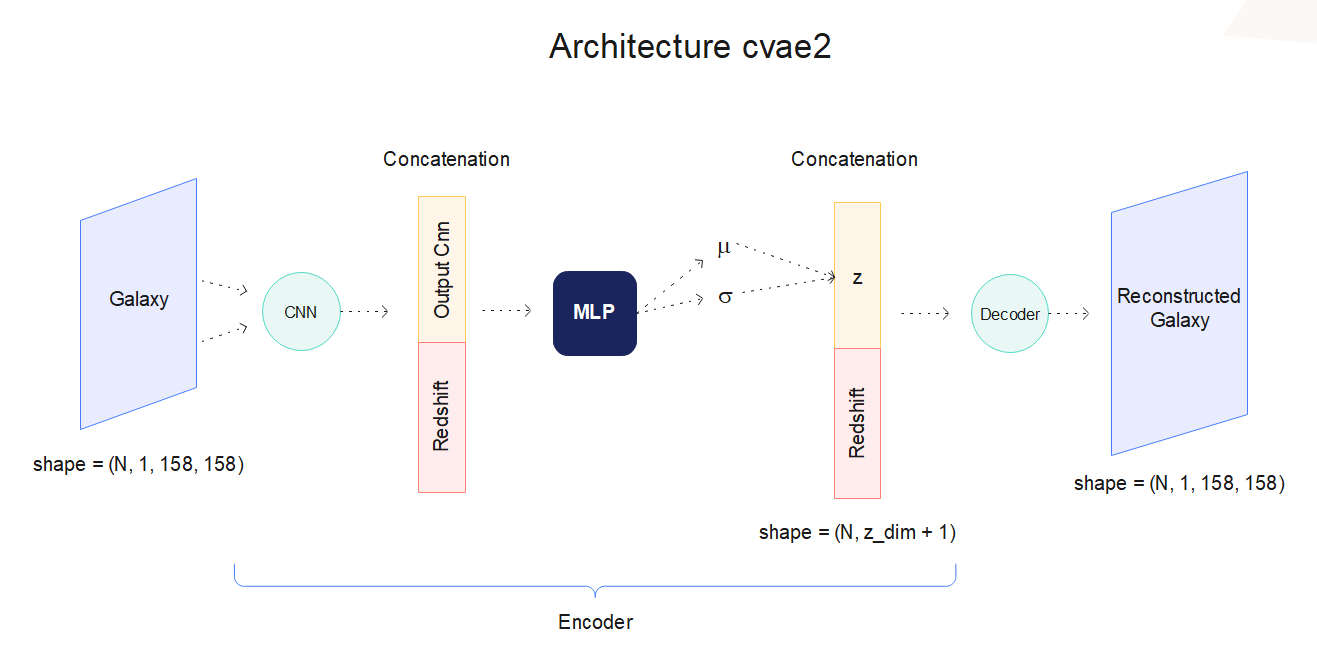 Architecture cvae2
Concatenation
Concatenation
Galaxy
shape = (N, 1, 158, 158)
CNN
Output Cnn
Redshift
MLP
μ
σ
z
Redshift
shape = (N, z_dim + 1)
Decoder
Reconstructed
Galaxy
shape = (N, 1, 158, 158)
Encoder